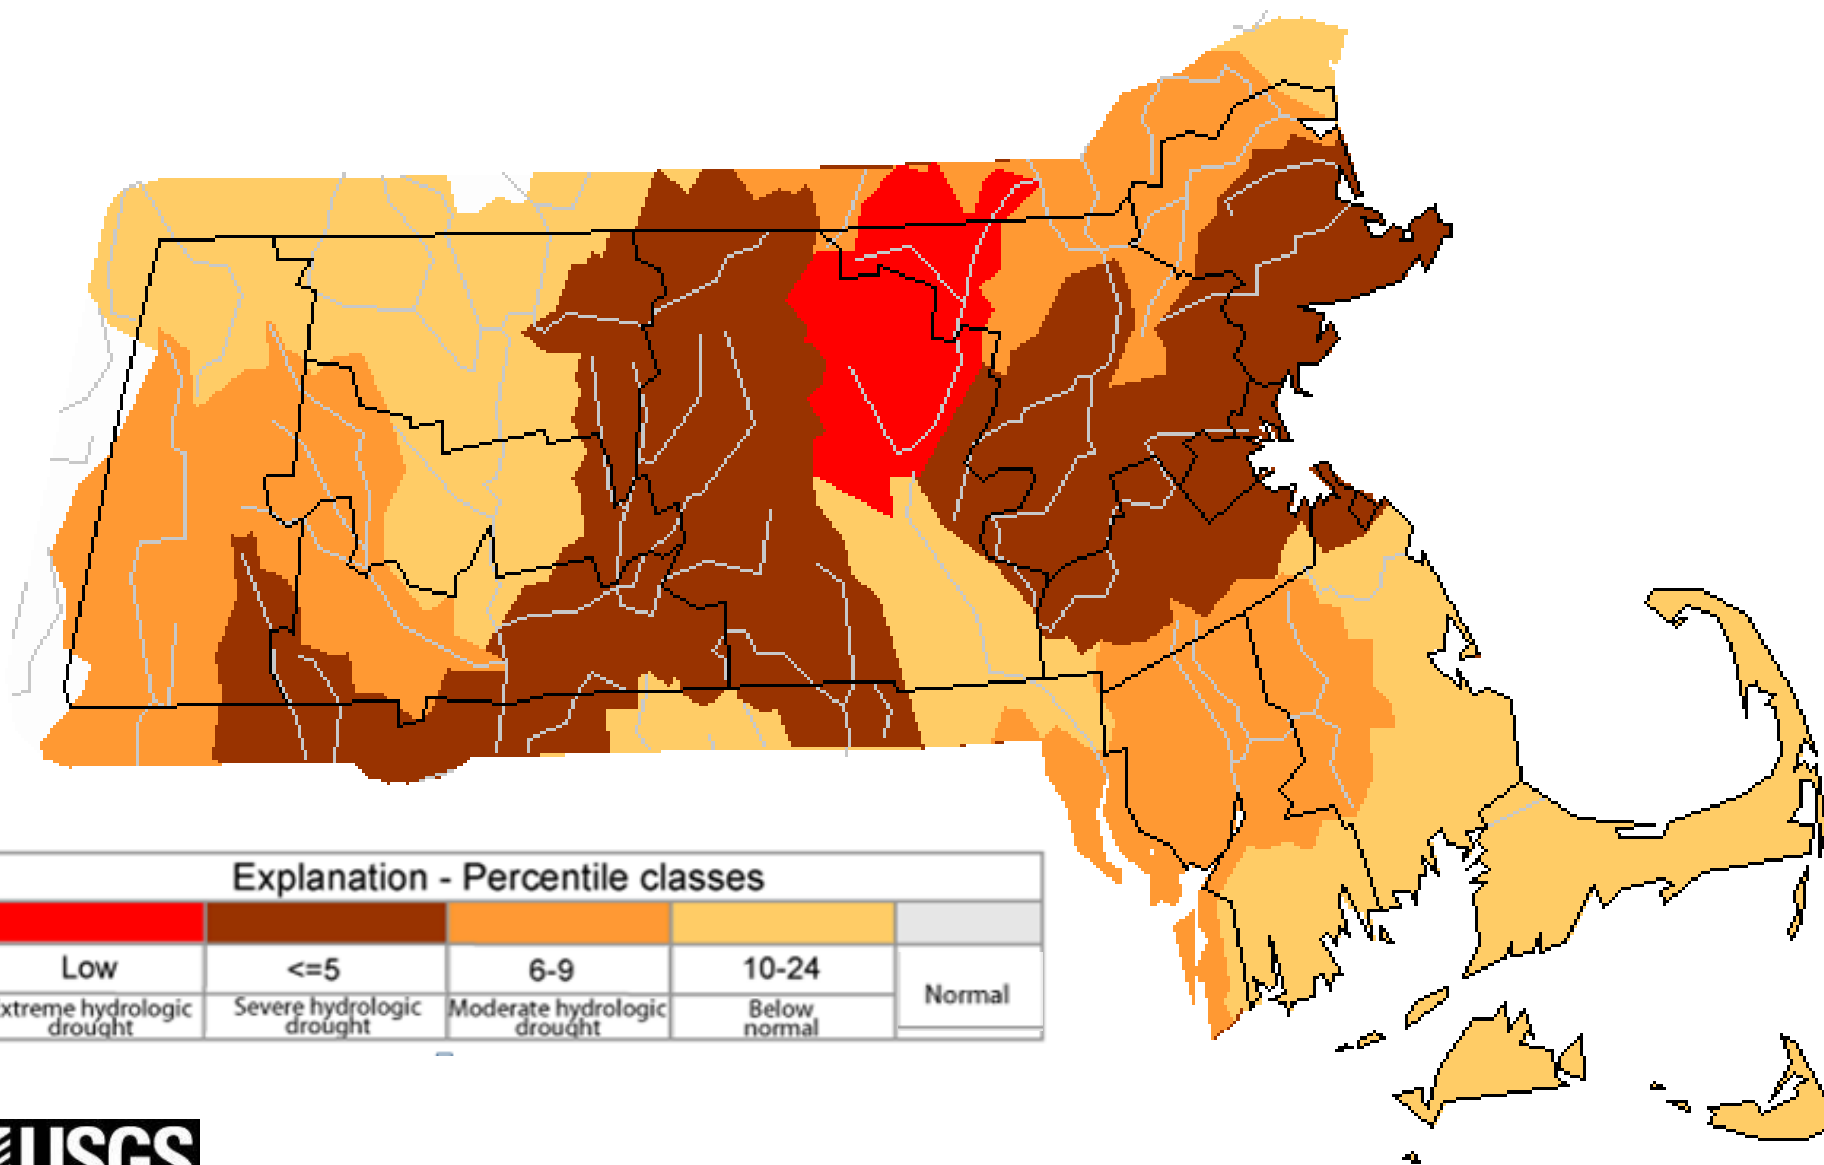 Explanation - Percentile classes
Low <=5 6-9 10-24
xtreme hydrologic drought
Severe hydrologic drought
Moderate hydrologic drought
Below normal
Normal
USGS